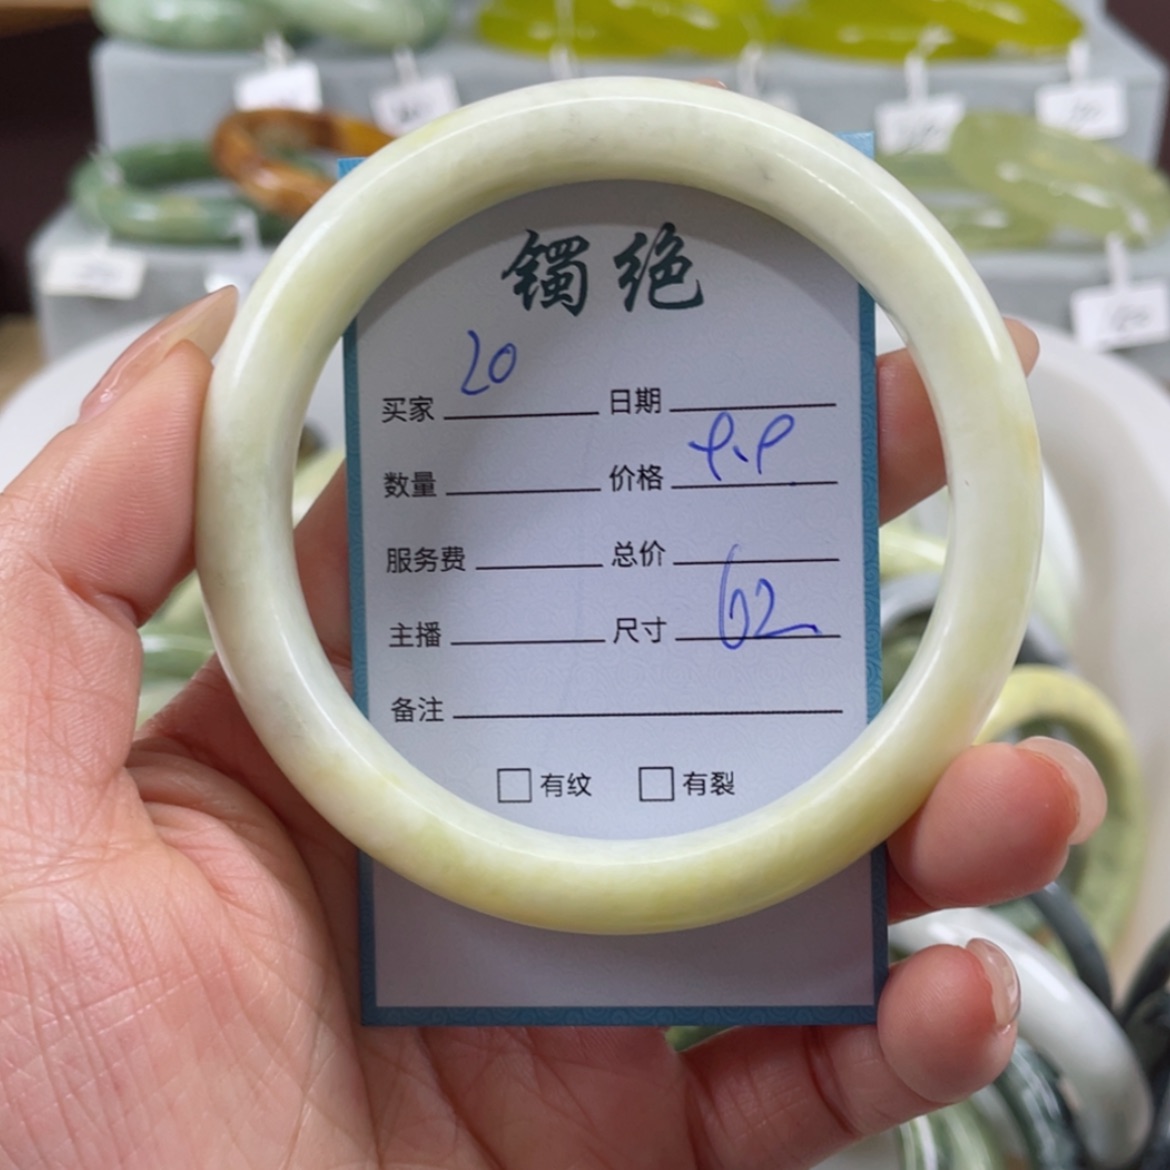 镯绝
买家 20 日期
数量 价格 9.9
服务费 总价
主播 尺寸 62
备注
有纹 有裂